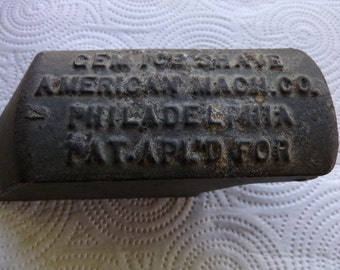 GEM ICE SHAVE
AMERICAN MACH. CO.
PHILADELPHIA
PAT. APL'D. FOR